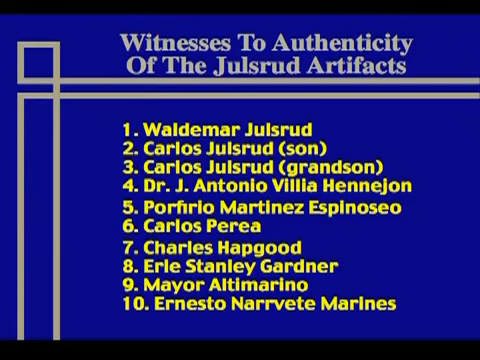 Witnesses To Authenticity
Of The Julsrud Artifacts
1. Waldemar Julsrud
2. Carlos Julsrud (son)
3. Carlos Julsrud (grandson)
4. Dr. J. Antonio Villia Hennejon
5. Porfirio Martinez Espinoseo
6. Carlos Perea
7. Charles Hapgood
8. Erle Stanley Gardner
9. Mayor Altimarino
10. Ernesto Narrvete Marines